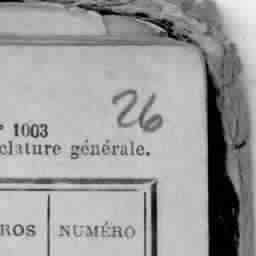 26
° 1003
clature générale.
ROS NUMÉRO